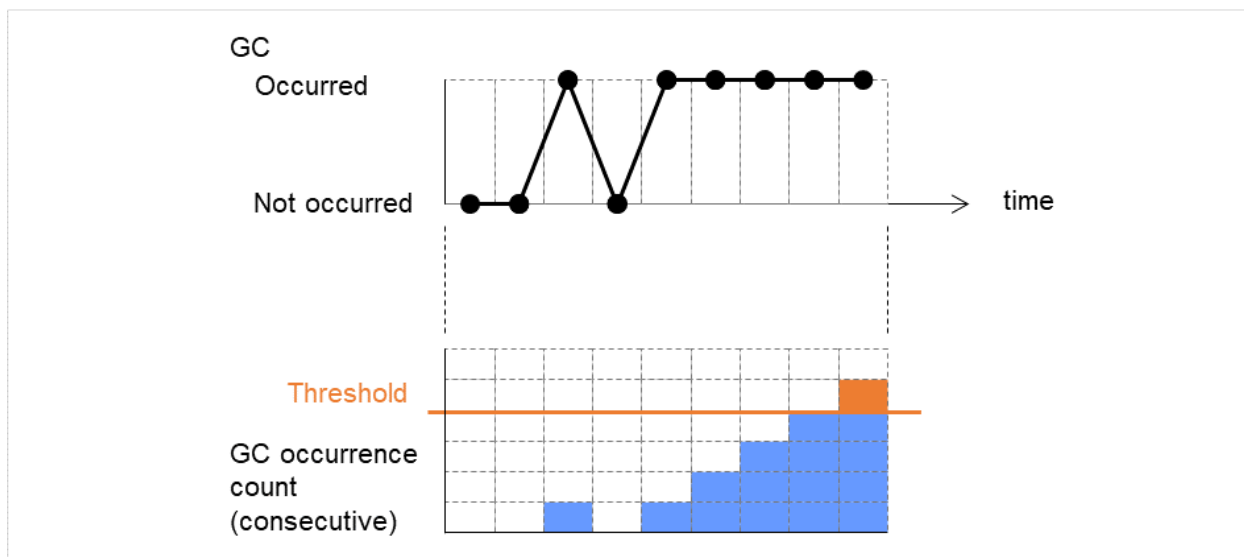 GC
Occurred
Not occurred
time
Threshold
GC occurrence
count
(consecutive)